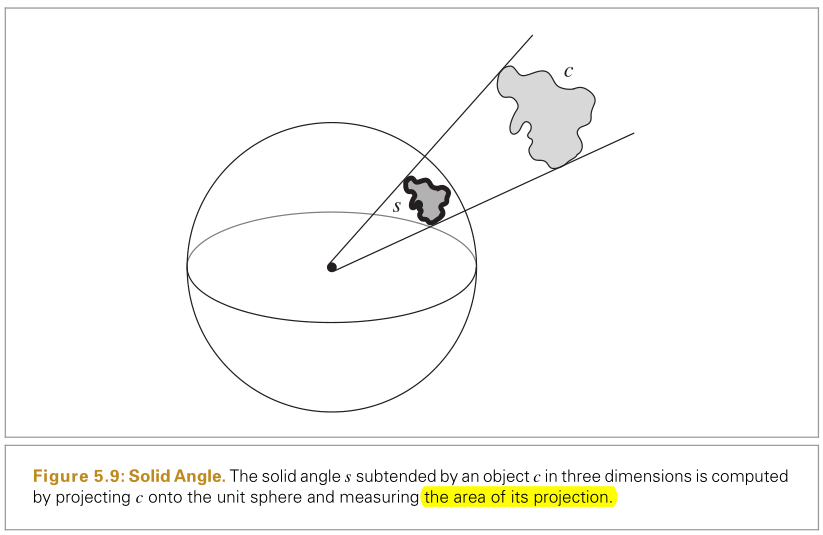 c
s
Figure 5.9: Solid Angle. The solid angle s subtended by an object c in three dimensions is computed
by projecting c onto the unit sphere and measuring the area of its projection.